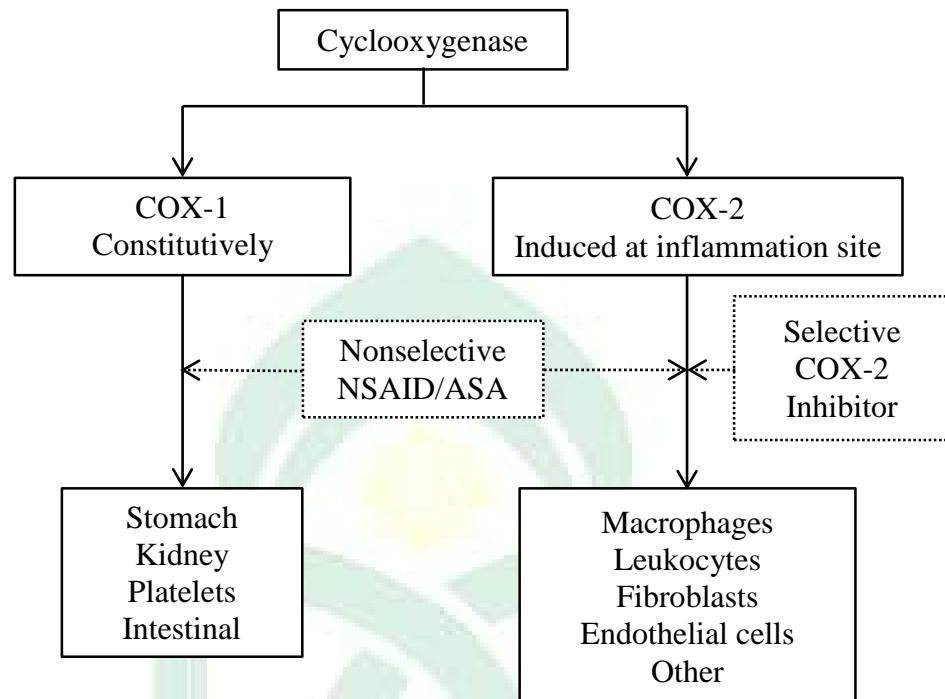 Cyclooxygenase
COX-1
Constitutively
COX-2
Induced at inflammation site
Nonselective
NSAID/ASA
Selective
COX-2
Inhibitor
Stomach
Kidney
Platelets
Intestinal
Macrophages
Leukocytes
Fibroblasts
Endothelial cells
Other